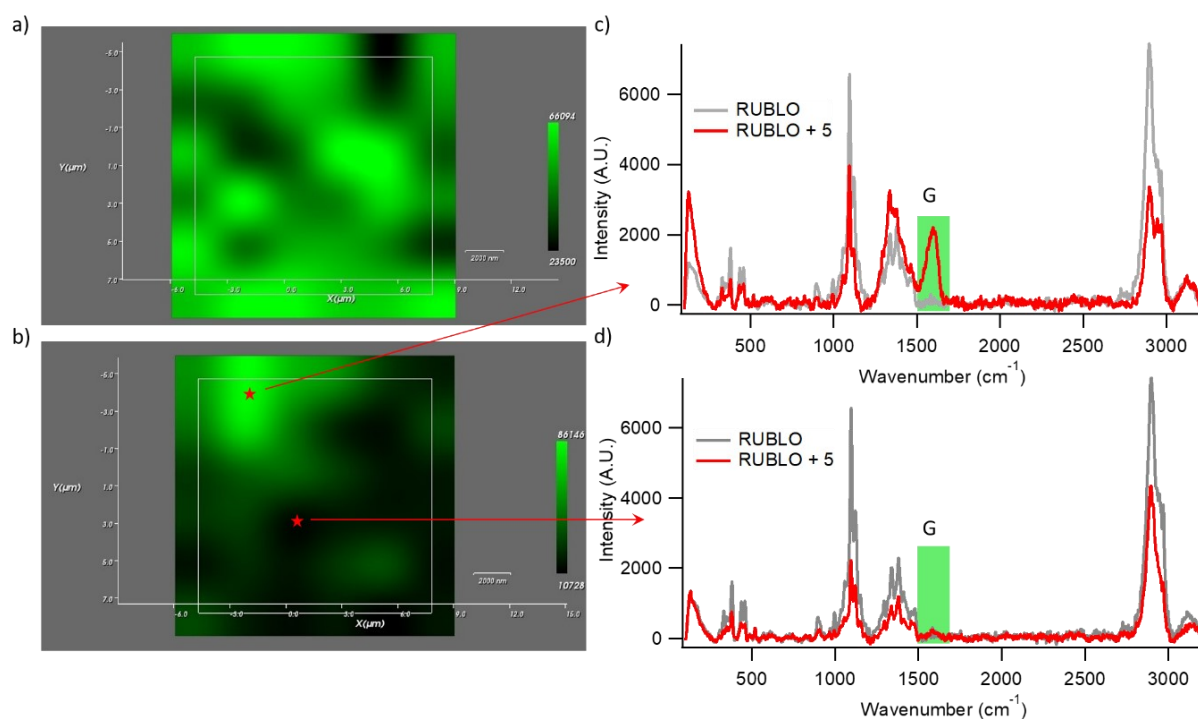 a)
-5.0
-3.0
-1.0
1.0
3.0
5.0
7.0
Y(µm)
-6.0
-3.0
0.0
3.0
6.0
9.0
12.0
X(µm)
2000 nm
66094
23500
b)
-5.0
-3.0
-1.0
1.0
3.0
5.0
7.0
Y(µm)
-6.0
-3.0
0.0
3.0
6.0
9.0
12.0
15.0
X(µm)
2000 nm
86146
10728
c)
RUBLO
RUBLO + 5
G
Intensity (A.U.)
6000
4000
2000
0
500
1000
1500
2000
2500
3000
Wavenumber (cm⁻¹)
d)
RUBLO
RUBLO + 5
G
Intensity (A.U.)
6000
4000
2000
0
500
1000
1500
2000
2500
3000
Wavenumber (cm⁻¹)